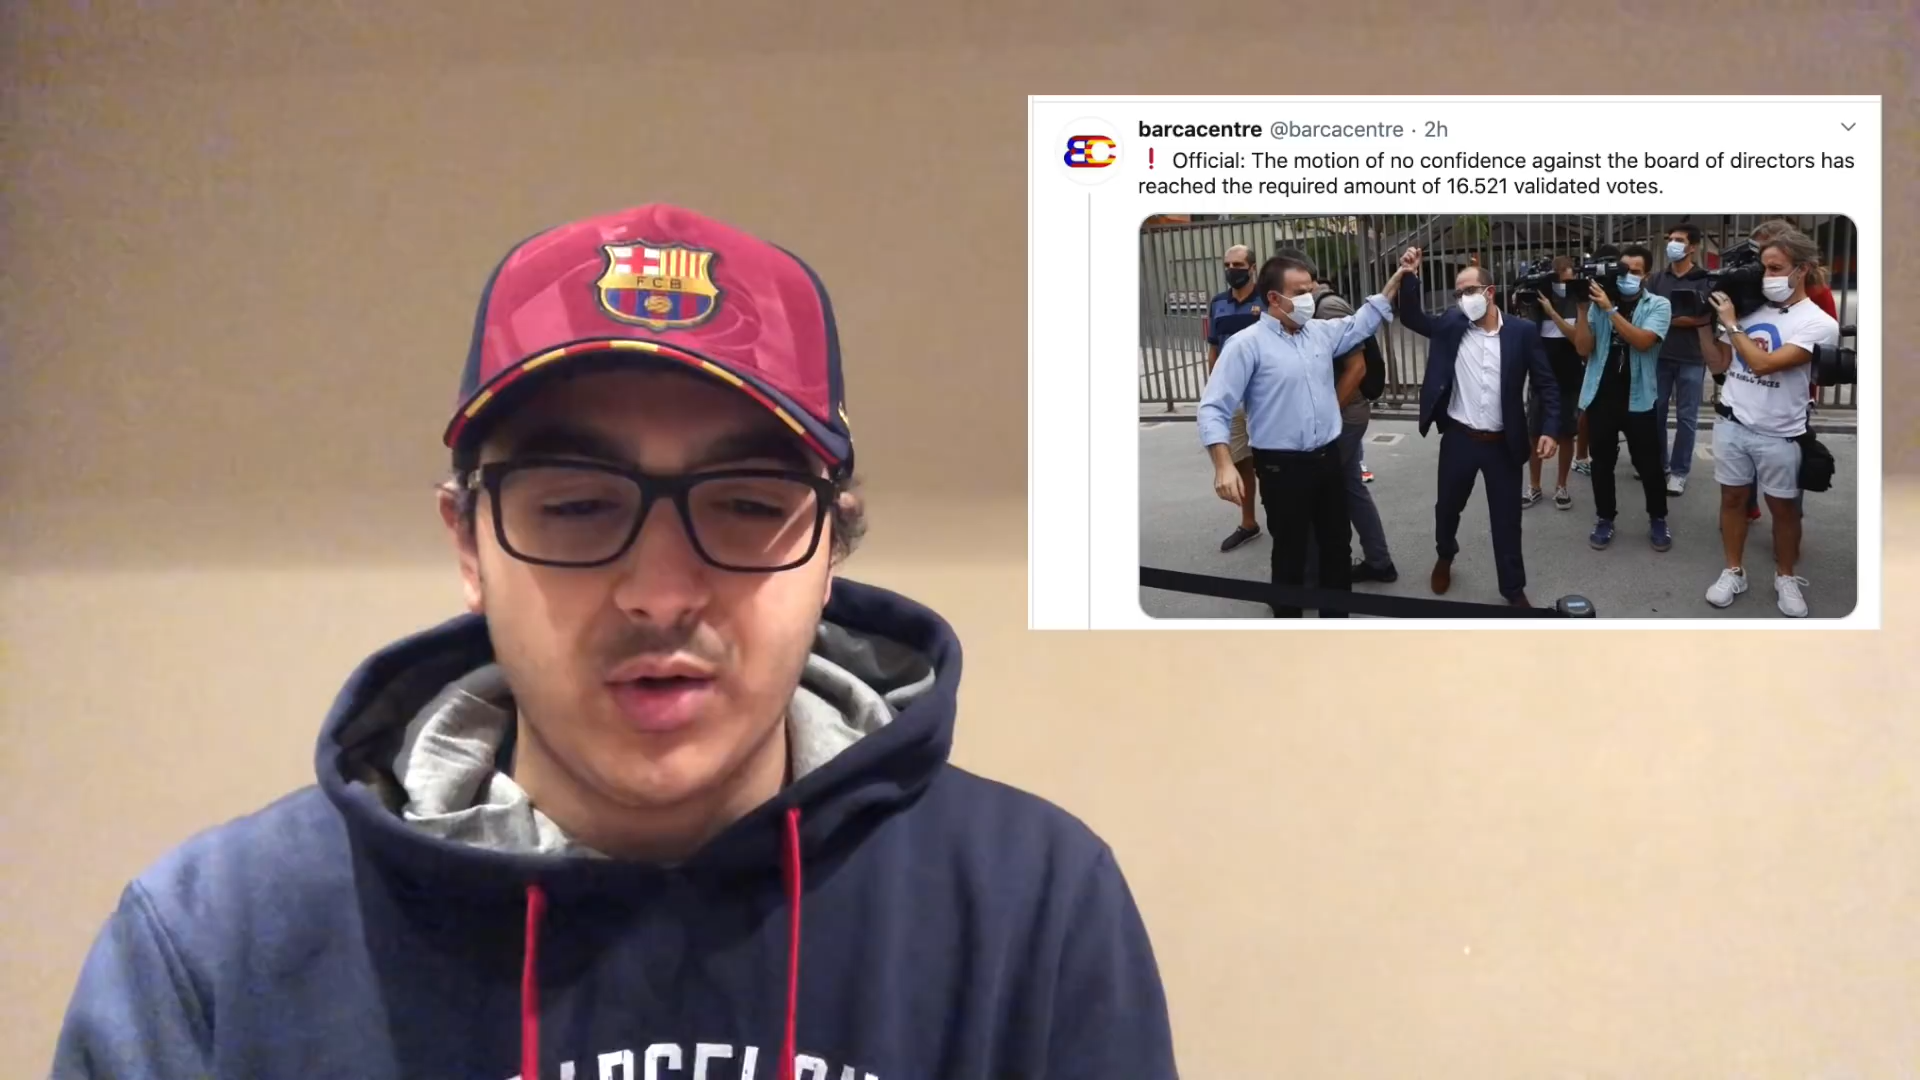 barcacentre @barcacentre · 2h
❗ Official: The motion of no confidence against the board of directors has
reached the required amount of 16.521 validated votes.
FCB